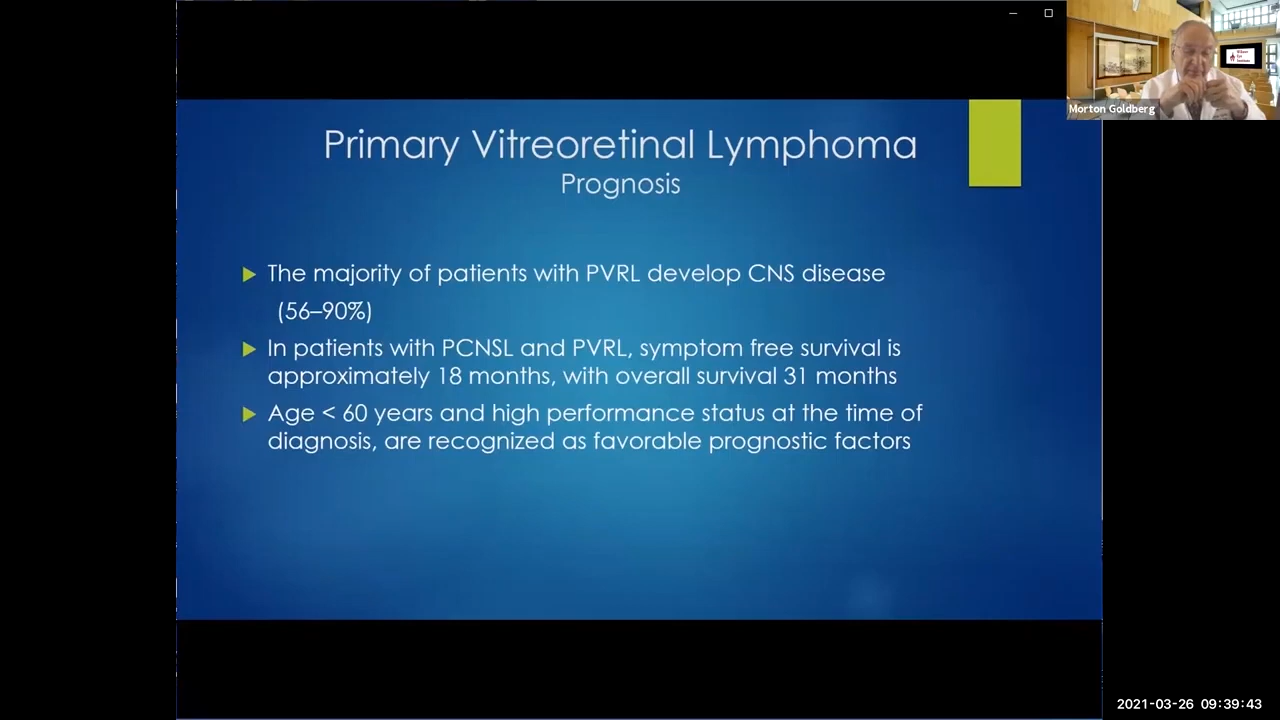 Primary Vitreoretinal Lymphoma
Prognosis
The majority of patients with PVRL develop CNS disease
(56–90%)
In patients with PCNSL and PVRL, symptom free survival is
approximately 18 months, with overall survival 31 months
Age < 60 years and high performance status at the time of
diagnosis, are recognized as favorable prognostic factors
Morton Goldberg
2021-03-26 09:39:43